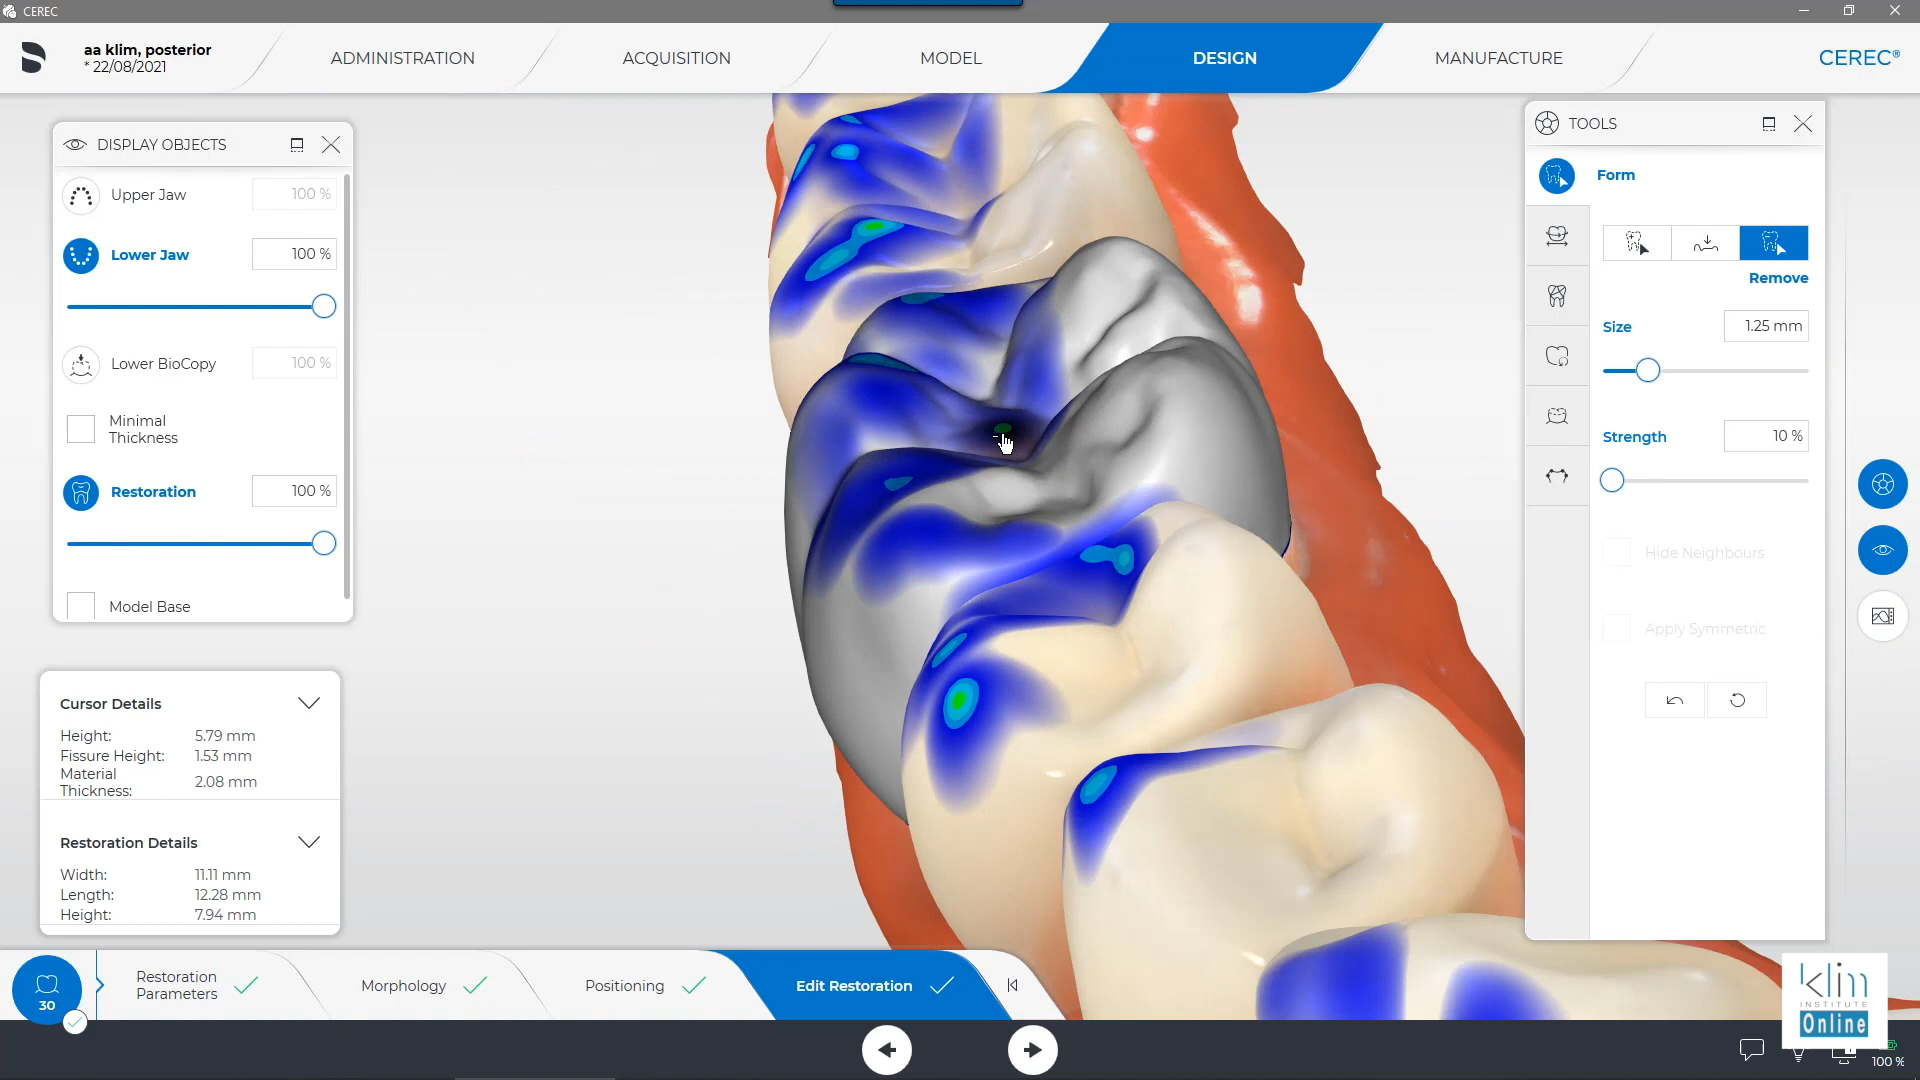 CEREC
aa klim, posterior
* 22/08/2021
ADMINISTRATION
ACQUISITION
MODEL
DESIGN
MANUFACTURE
CEREC®
DISPLAY OBJECTS
Upper Jaw
100 %
Lower Jaw
100 %
Lower BioCopy
100 %
Minimal
Thickness
Restoration
100 %
Model Base
Cursor Details
Height: 5.79 mm
Fissure Height: 1.53 mm
Material
Thickness: 2.08 mm
Restoration Details
Width: 11.11 mm
Length: 12.28 mm
Height: 7.94 mm
TOOLS
Form
Remove
Size
1.25 mm
Strength
10 %
Hide Neighbours
Apply Symmetric
30
Restoration
Parameters
Morphology
Positioning
Edit Restoration
klim
INSTITUTE
Online
100 %